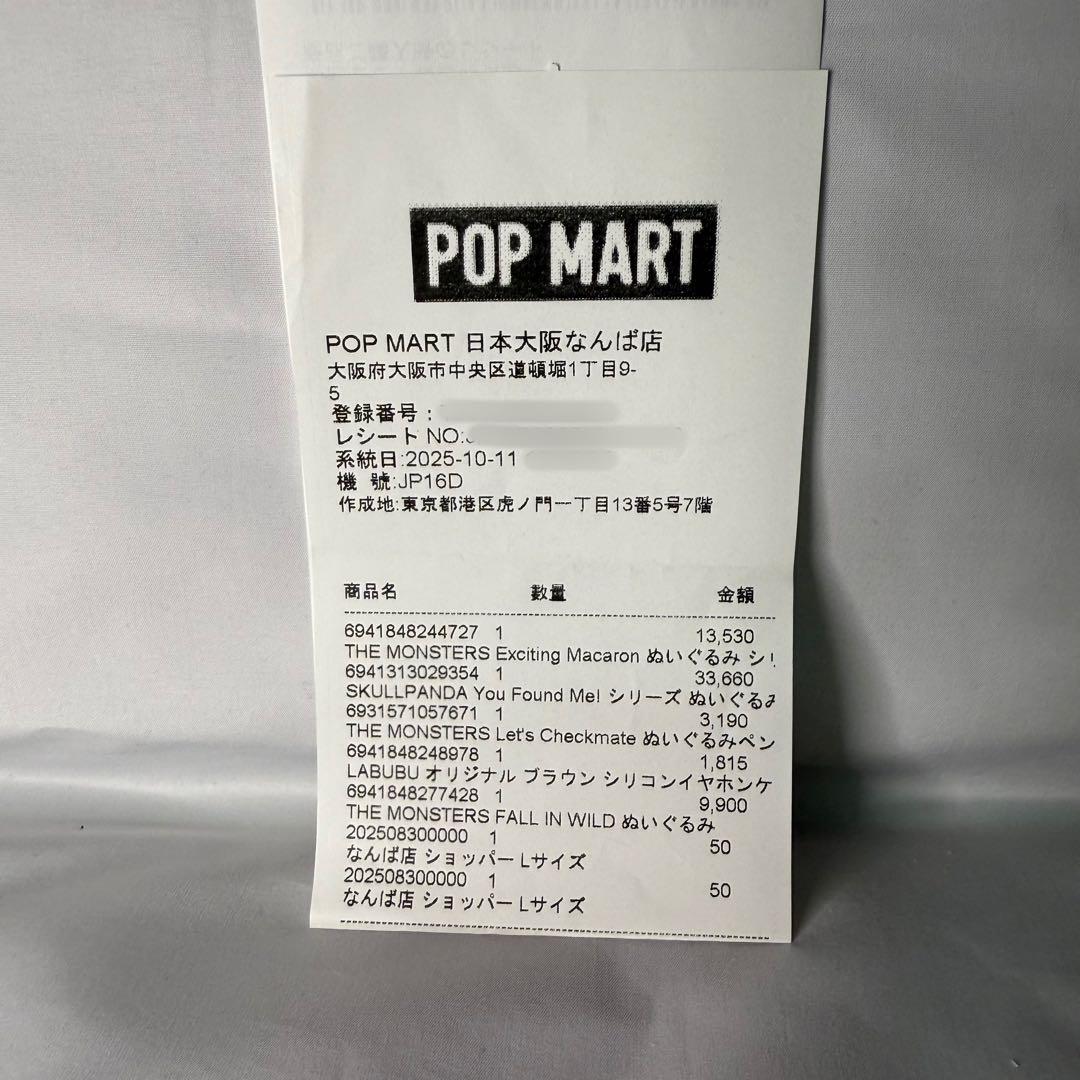 POP MART
POP MART 日本大阪なんば店
大阪府大阪市中央区道頓堀1丁目9-
5
登録番号:
レシート NO:
系統日:2025-10-11
機 號:JP16D
作成地:東京都港区虎ノ門一丁目13番5号7階
商品名 数量 金額
6941848244727 1 13,530
THE MONSTERS Exciting Macaron ぬいぐるみ シリ
6941313029354 1 33,660
SKULLPANDA You Found Me! シリーズ ぬいぐるみ
6931571057671 1 3,190
THE MONSTERS Let's Checkmate ぬいぐるみペン
6941848248978 1 1,815
LABUBU オリジナル ブラウン シリコンイヤホンケ
6941848277428 1 9,900
THE MONSTERS FALL IN WILD ぬいぐるみ
202508300000 1 50
なんば店 ショッパー Lサイズ
202508300000 1 50
なんば店 ショッパー Lサイズ